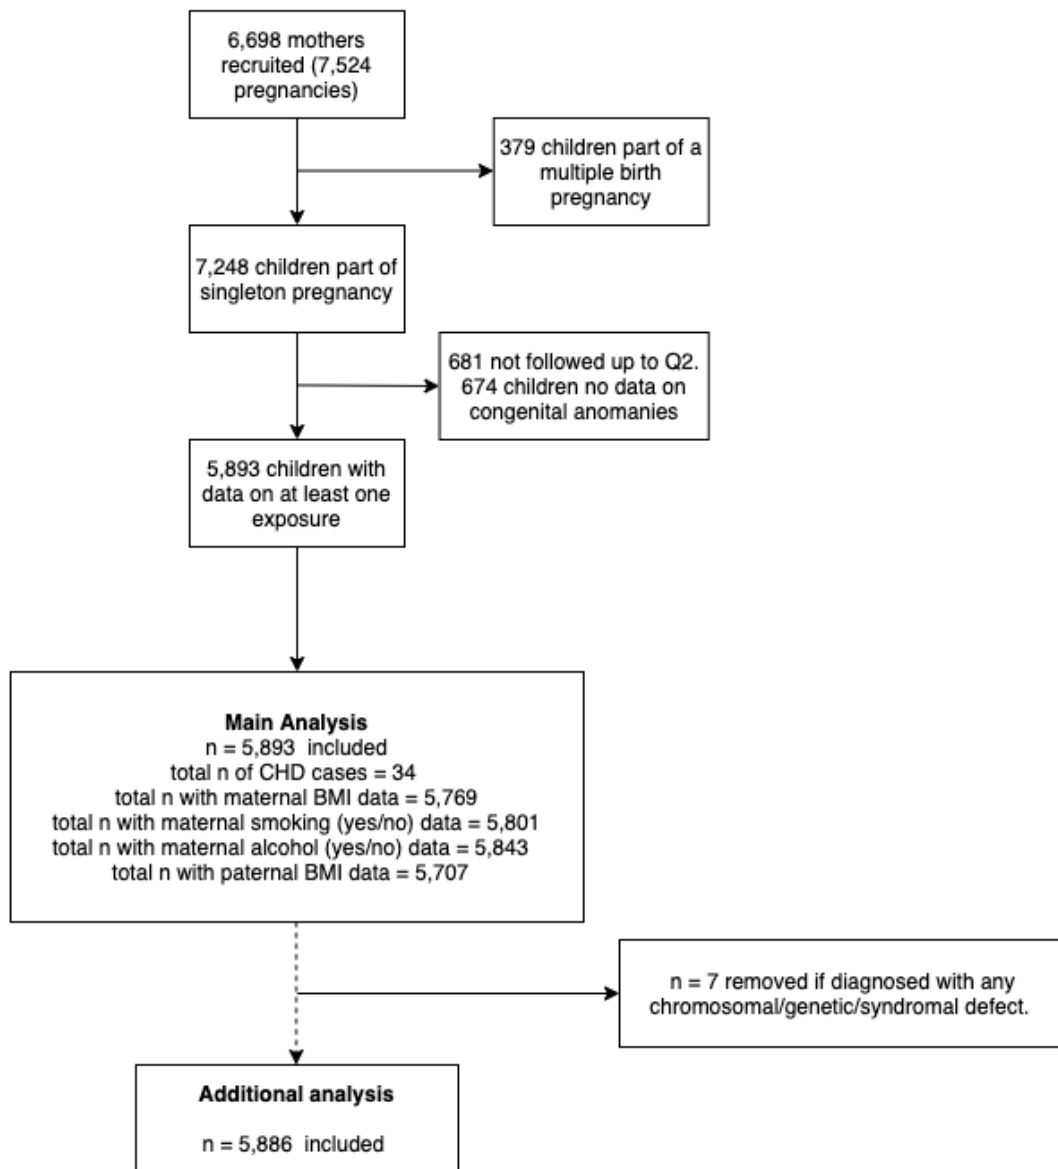 6,698 mothers
recruited (7,524
pregnancies)
379 children part of a
multiple birth
pregnancy
7,248 children part of
singleton pregnancy
681 not followed up to Q2.
674 children no data on
congenital anomanies
5,893 children with
data on at least one
exposure
Main Analysis
n = 5,893 included
total n of CHD cases = 34
total n with maternal BMI data = 5,769
total n with maternal smoking (yes/no) data = 5,801
total n with maternal alcohol (yes/no) data = 5,843
total n with paternal BMI data = 5,707
n = 7 removed if diagnosed with any
chromosomal/genetic/syndromal defect.
Additional analysis
n = 5,886 included